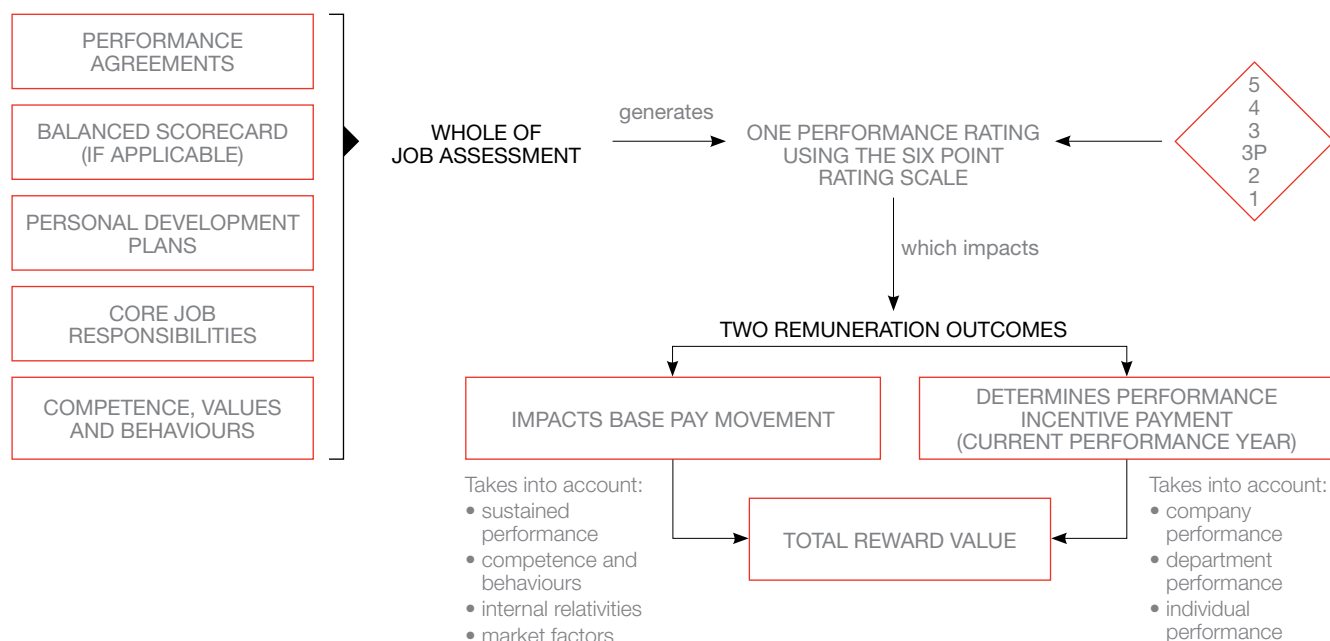 PERFORMANCE
AGREEMENTS
BALANCED SCORECARD
(IF APPLICABLE)
PERSONAL DEVELOPMENT
PLANS
CORE JOB
RESPONSIBILITIES
COMPETENCE, VALUES
AND BEHAVIOURS
WHOLE OF
JOB ASSESSMENT
generates
ONE PERFORMANCE RATING
USING THE SIX POINT
RATING SCALE
5
4
3
3P
2
1
which impacts
TWO REMUNERATION OUTCOMES
IMPACTS BASE PAY MOVEMENT
DETERMINES PERFORMANCE
INCENTIVE PAYMENT
(CURRENT PERFORMANCE YEAR)
Takes into account:
• sustained
performance
• competence and
behaviours
• internal relativities
• market factors
TOTAL REWARD VALUE
Takes into account:
• company
performance
• department
performance
• individual
performance